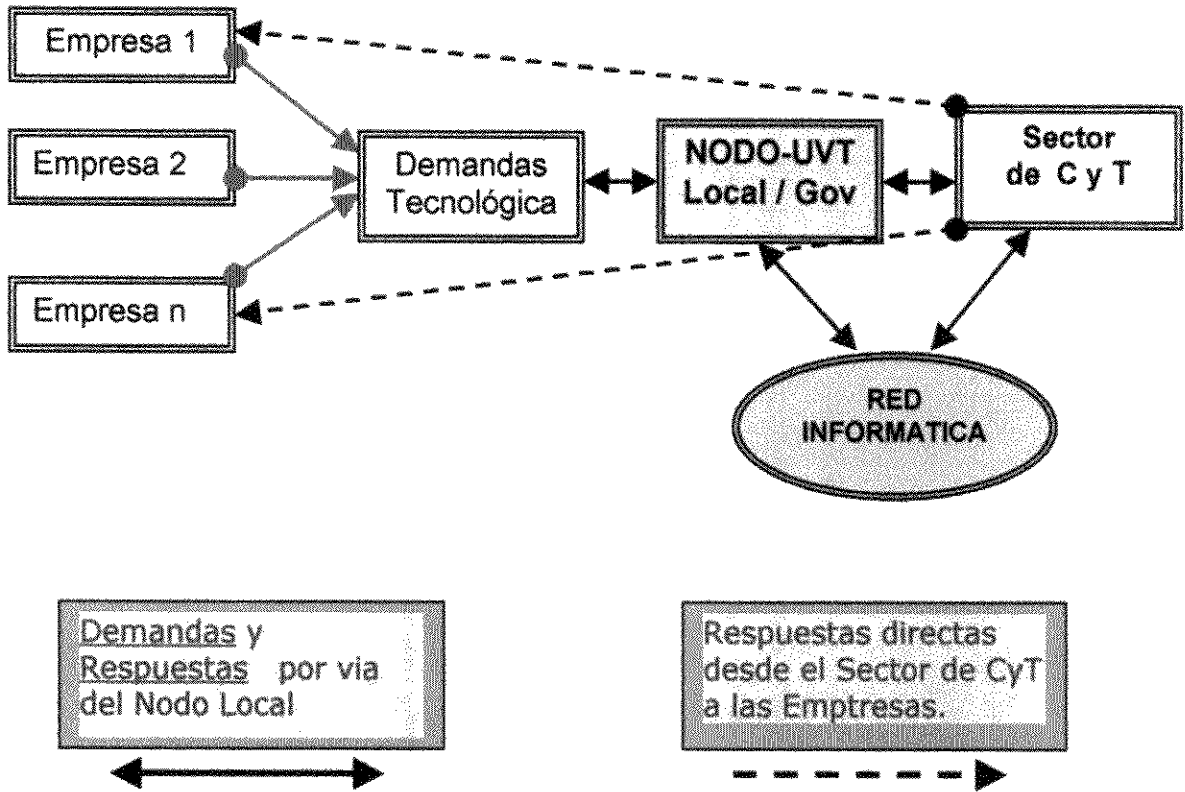 Empresa 1
Empresa 2
Empresa n
Demandas
Tecnológica
NODO-UVT
Local / Gov
Sector
de C y T
RED
INFORMATICA
Demandas y
Respuestas por via
del Nodo Local
Respuestas directas
desde el Sector de CyT
a las Emptresas.